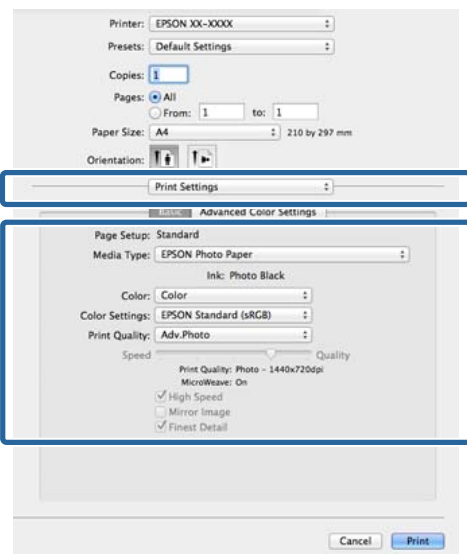 Printer: EPSON XX-XXXX
Presets: Default Settings
Copies: 1
Pages: All
From: 1 to: 1
Paper Size: A4 210 by 297 mm
Orientation:
Print Settings
Basic Advanced Color Settings
Page Setup: Standard
Media Type: EPSON Photo Paper
Ink: Photo Black
Color: Color
Color Settings: EPSON Standard (sRGB)
Print Quality: Adv.Photo
Speed Quality
Print Quality: Photo - 1440x720dpi
MicroWeave: On
High Speed
Mirror Image
Finest Detail
Cancel Print